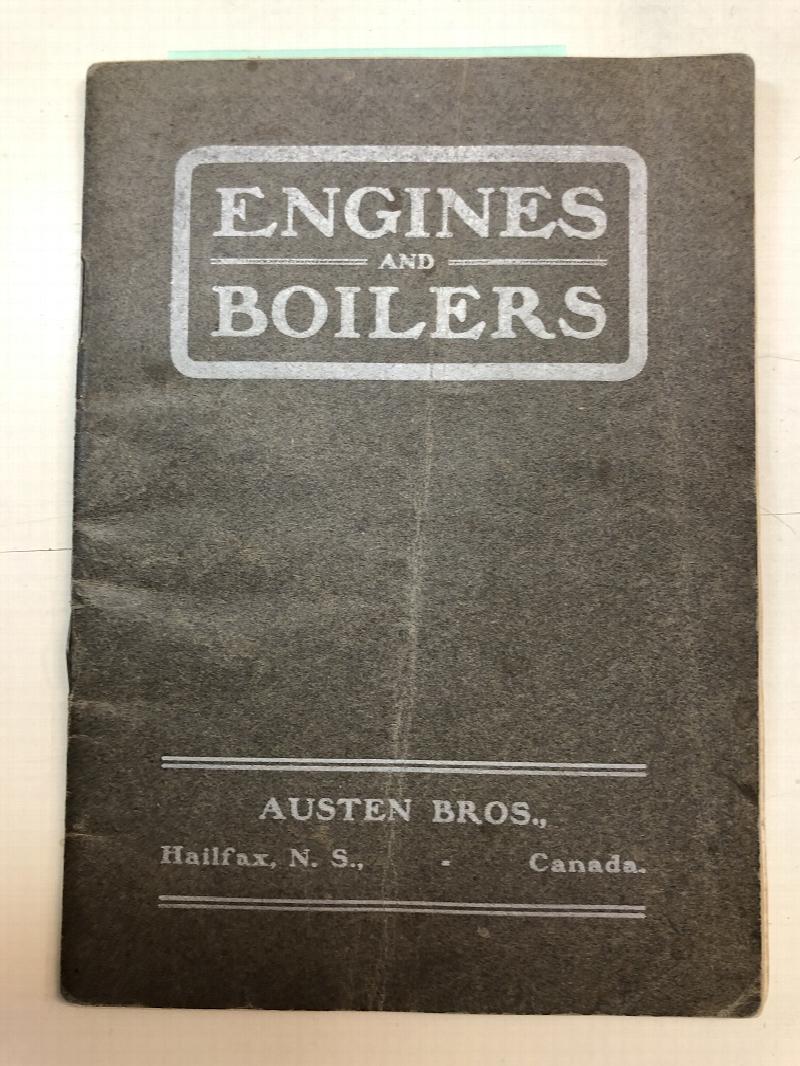 ENGINES
AND
BOILERS
AUSTEN BROS.,
Hailfax, N. S., - Canada.